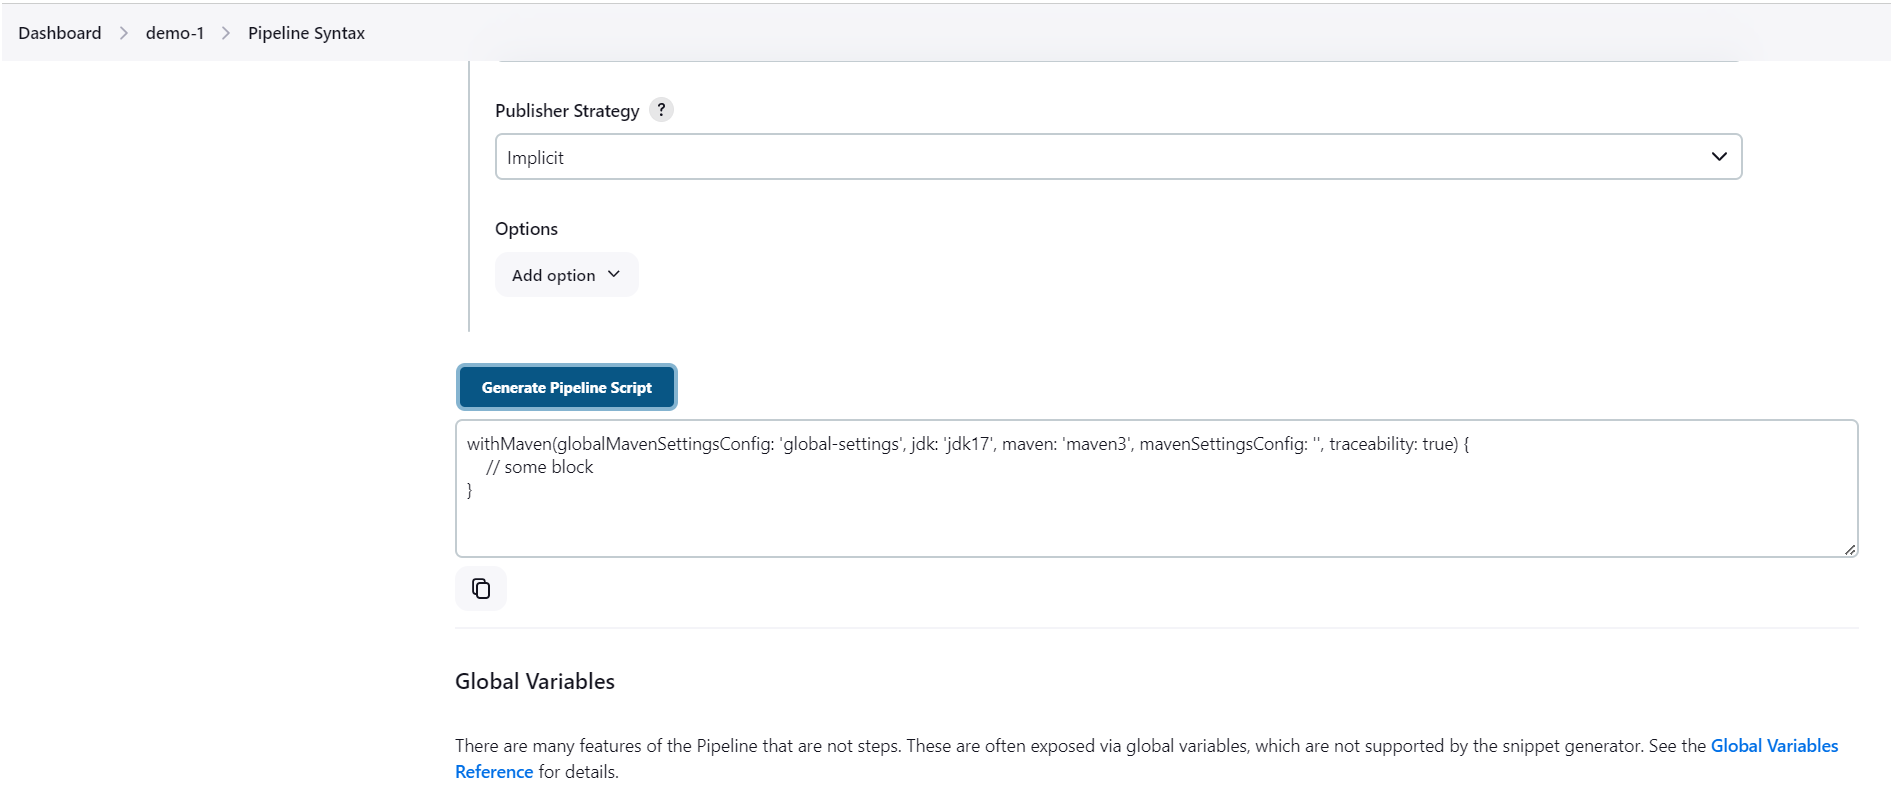 Dashboard > demo-1 > Pipeline Syntax
Publisher Strategy ?
Implicit
Options
Add option
Generate Pipeline Script
withMaven(globalMavenSettingsConfig: 'global-settings', jdk: 'jdk17', maven: 'maven3', mavenSettingsConfig: '', traceability: true) {
    // some block
}
Global Variables
There are many features of the Pipeline that are not steps. These are often exposed via global variables, which are not supported by the snippet generator. See the Global Variables
Reference for details.